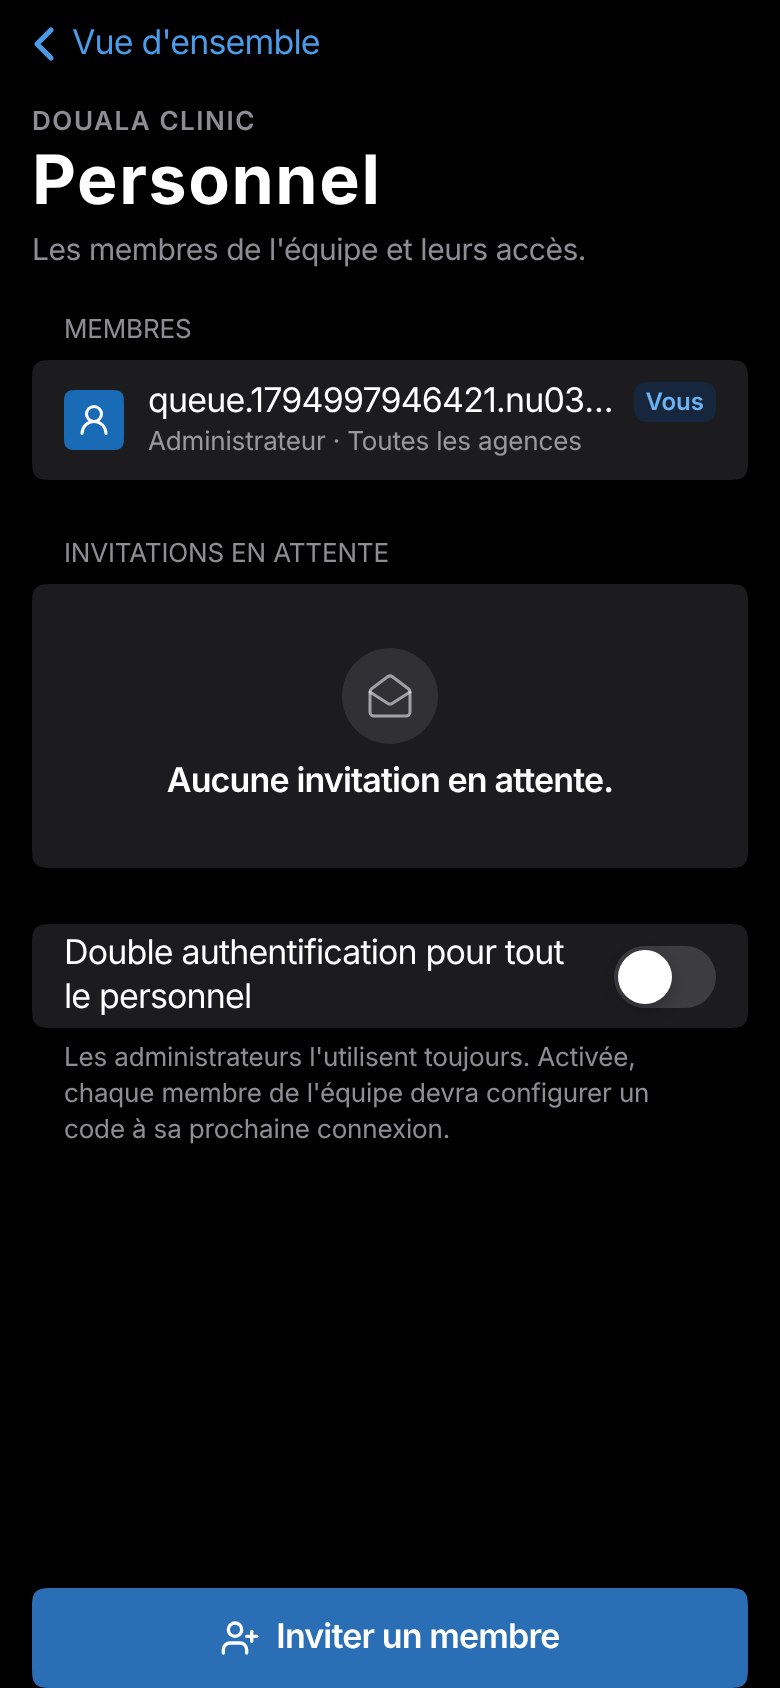 Vue d'ensemble
DOUALA CLINIC
Personnel
Les membres de l'équipe et leurs accès.
MEMBRES
queue.1794997946421.nu03...
Vous
Administrateur · Toutes les agences
INVITATIONS EN ATTENTE
Aucune invitation en attente.
Double authentification pour tout
le personnel
Les administrateurs l'utilisent toujours. Activée,
chaque membre de l'équipe devra configurer un
code à sa prochaine connexion.
Inviter un membre